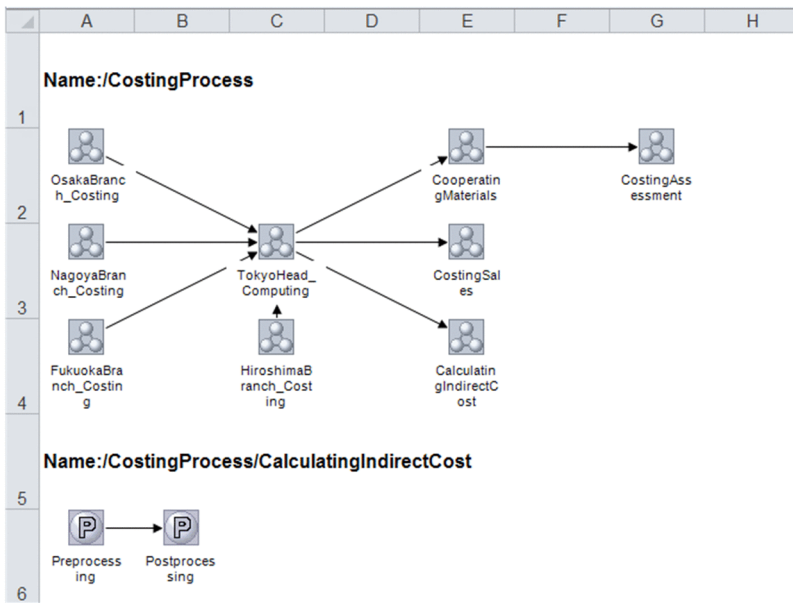 A B C D E F G H
Name:/CostingProcess
1
OsakaBranc
h_Costing
Cooperatin
gMaterials
CostingAss
essment
2
NagoyaBran
ch_Costing
TokyoHead_
Computing
CostingSal
es
3
FukuokaBra
nch_Costin
g
HiroshimaB
ranch_Cost
ing
Calculatin
gIndirectC
ost
4
Name:/CostingProcess/CalculatingIndirectCost
5
P P
Preprocess
ing
Postproces
sing
6